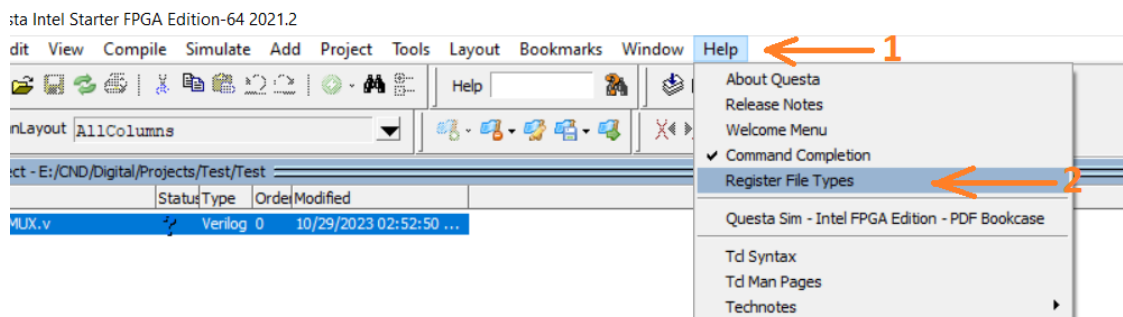 sta Intel Starter FPGA Edition-64 2021.2
dit View Compile Simulate Add Project Tools Layout Bookmarks Window Help 1
Help
About Questa
Release Notes
nLayout AllColumns
Welcome Menu
Command Completion
ect - E:/CND/Digital/Projects/Test/Test
Register File Types 2
Status Type Order Modified
MUX.v Verilog 0 10/29/2023 02:52:50 ...
Questa Sim - Intel FPGA Edition - PDF Bookcase
Tcl Syntax
Tcl Man Pages
Technotes